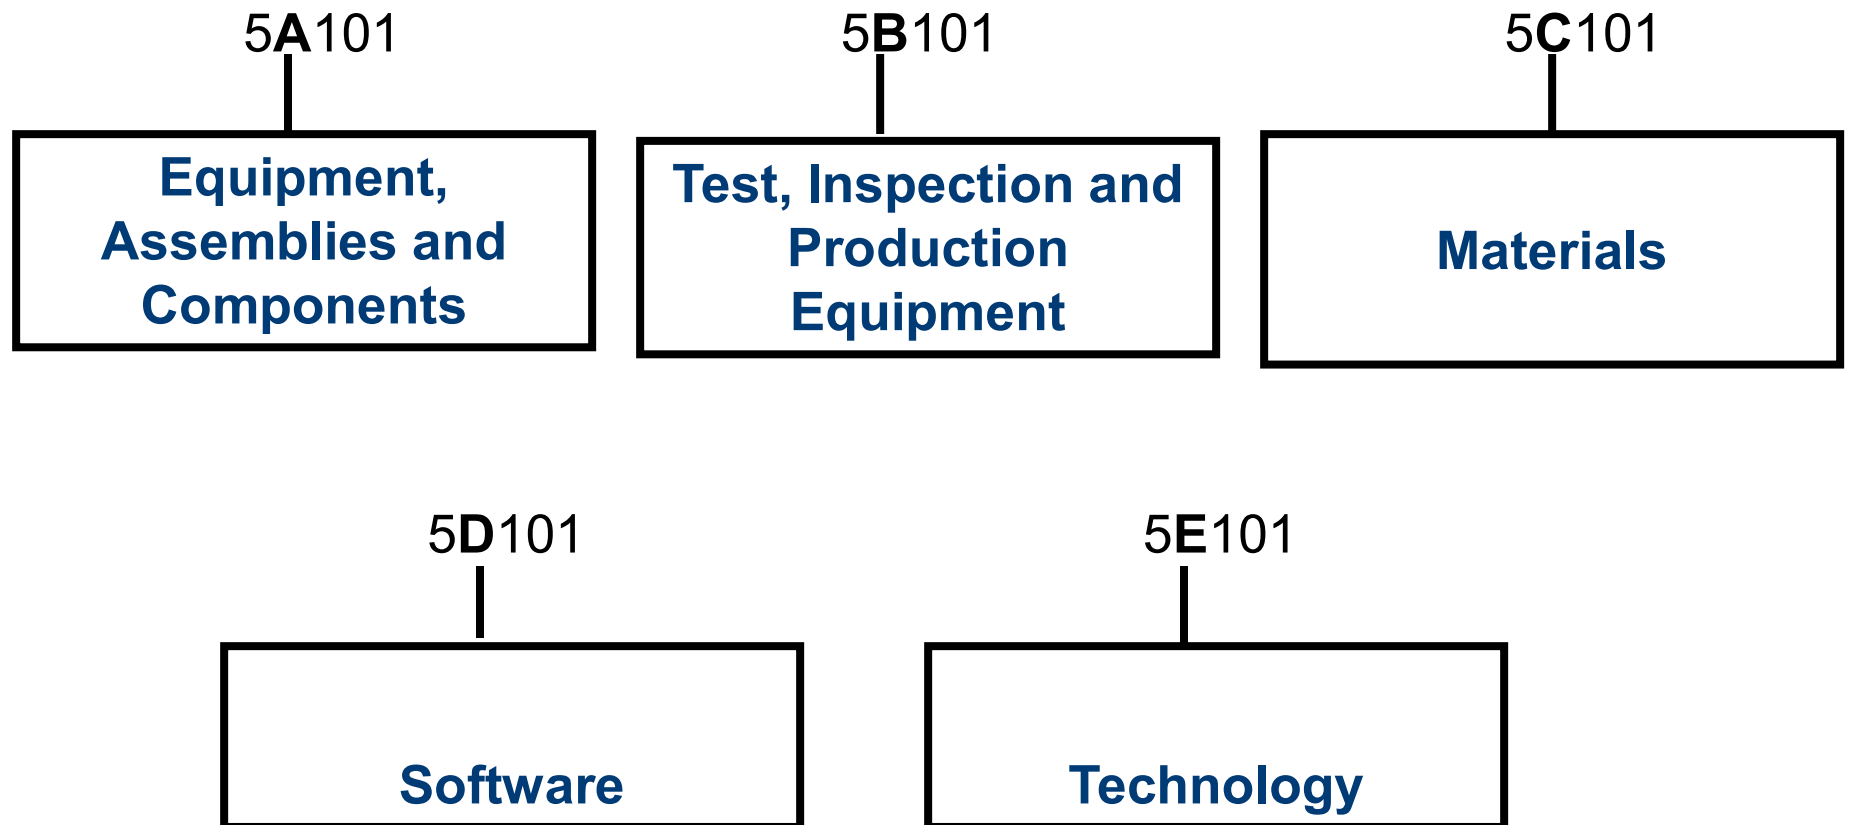 5A101
5B101
5C101
Equipment,
Assemblies and
Components
Test, Inspection and
Production
Equipment
Materials
5D101
5E101
Software
Technology